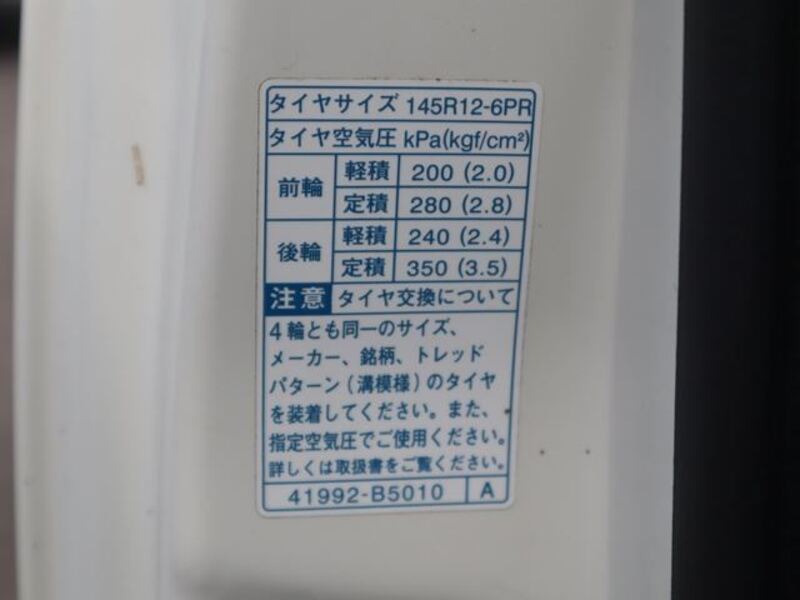 タイヤサイズ 145R12-6PR
タイヤ空気圧 kPa(kgf/cm²)
前輪 軽積 200 (2.0)
定積 280 (2.8)
後輪 軽積 240 (2.4)
定積 350 (3.5)
注意 タイヤ交換について
4輪とも同一のサイズ、
メーカー、銘柄、トレッド
パターン(溝模様)のタイヤ
を装着してください。また、
指定空気圧でご使用ください。
詳しくは取扱書をご覧ください。
41992-B5010 A